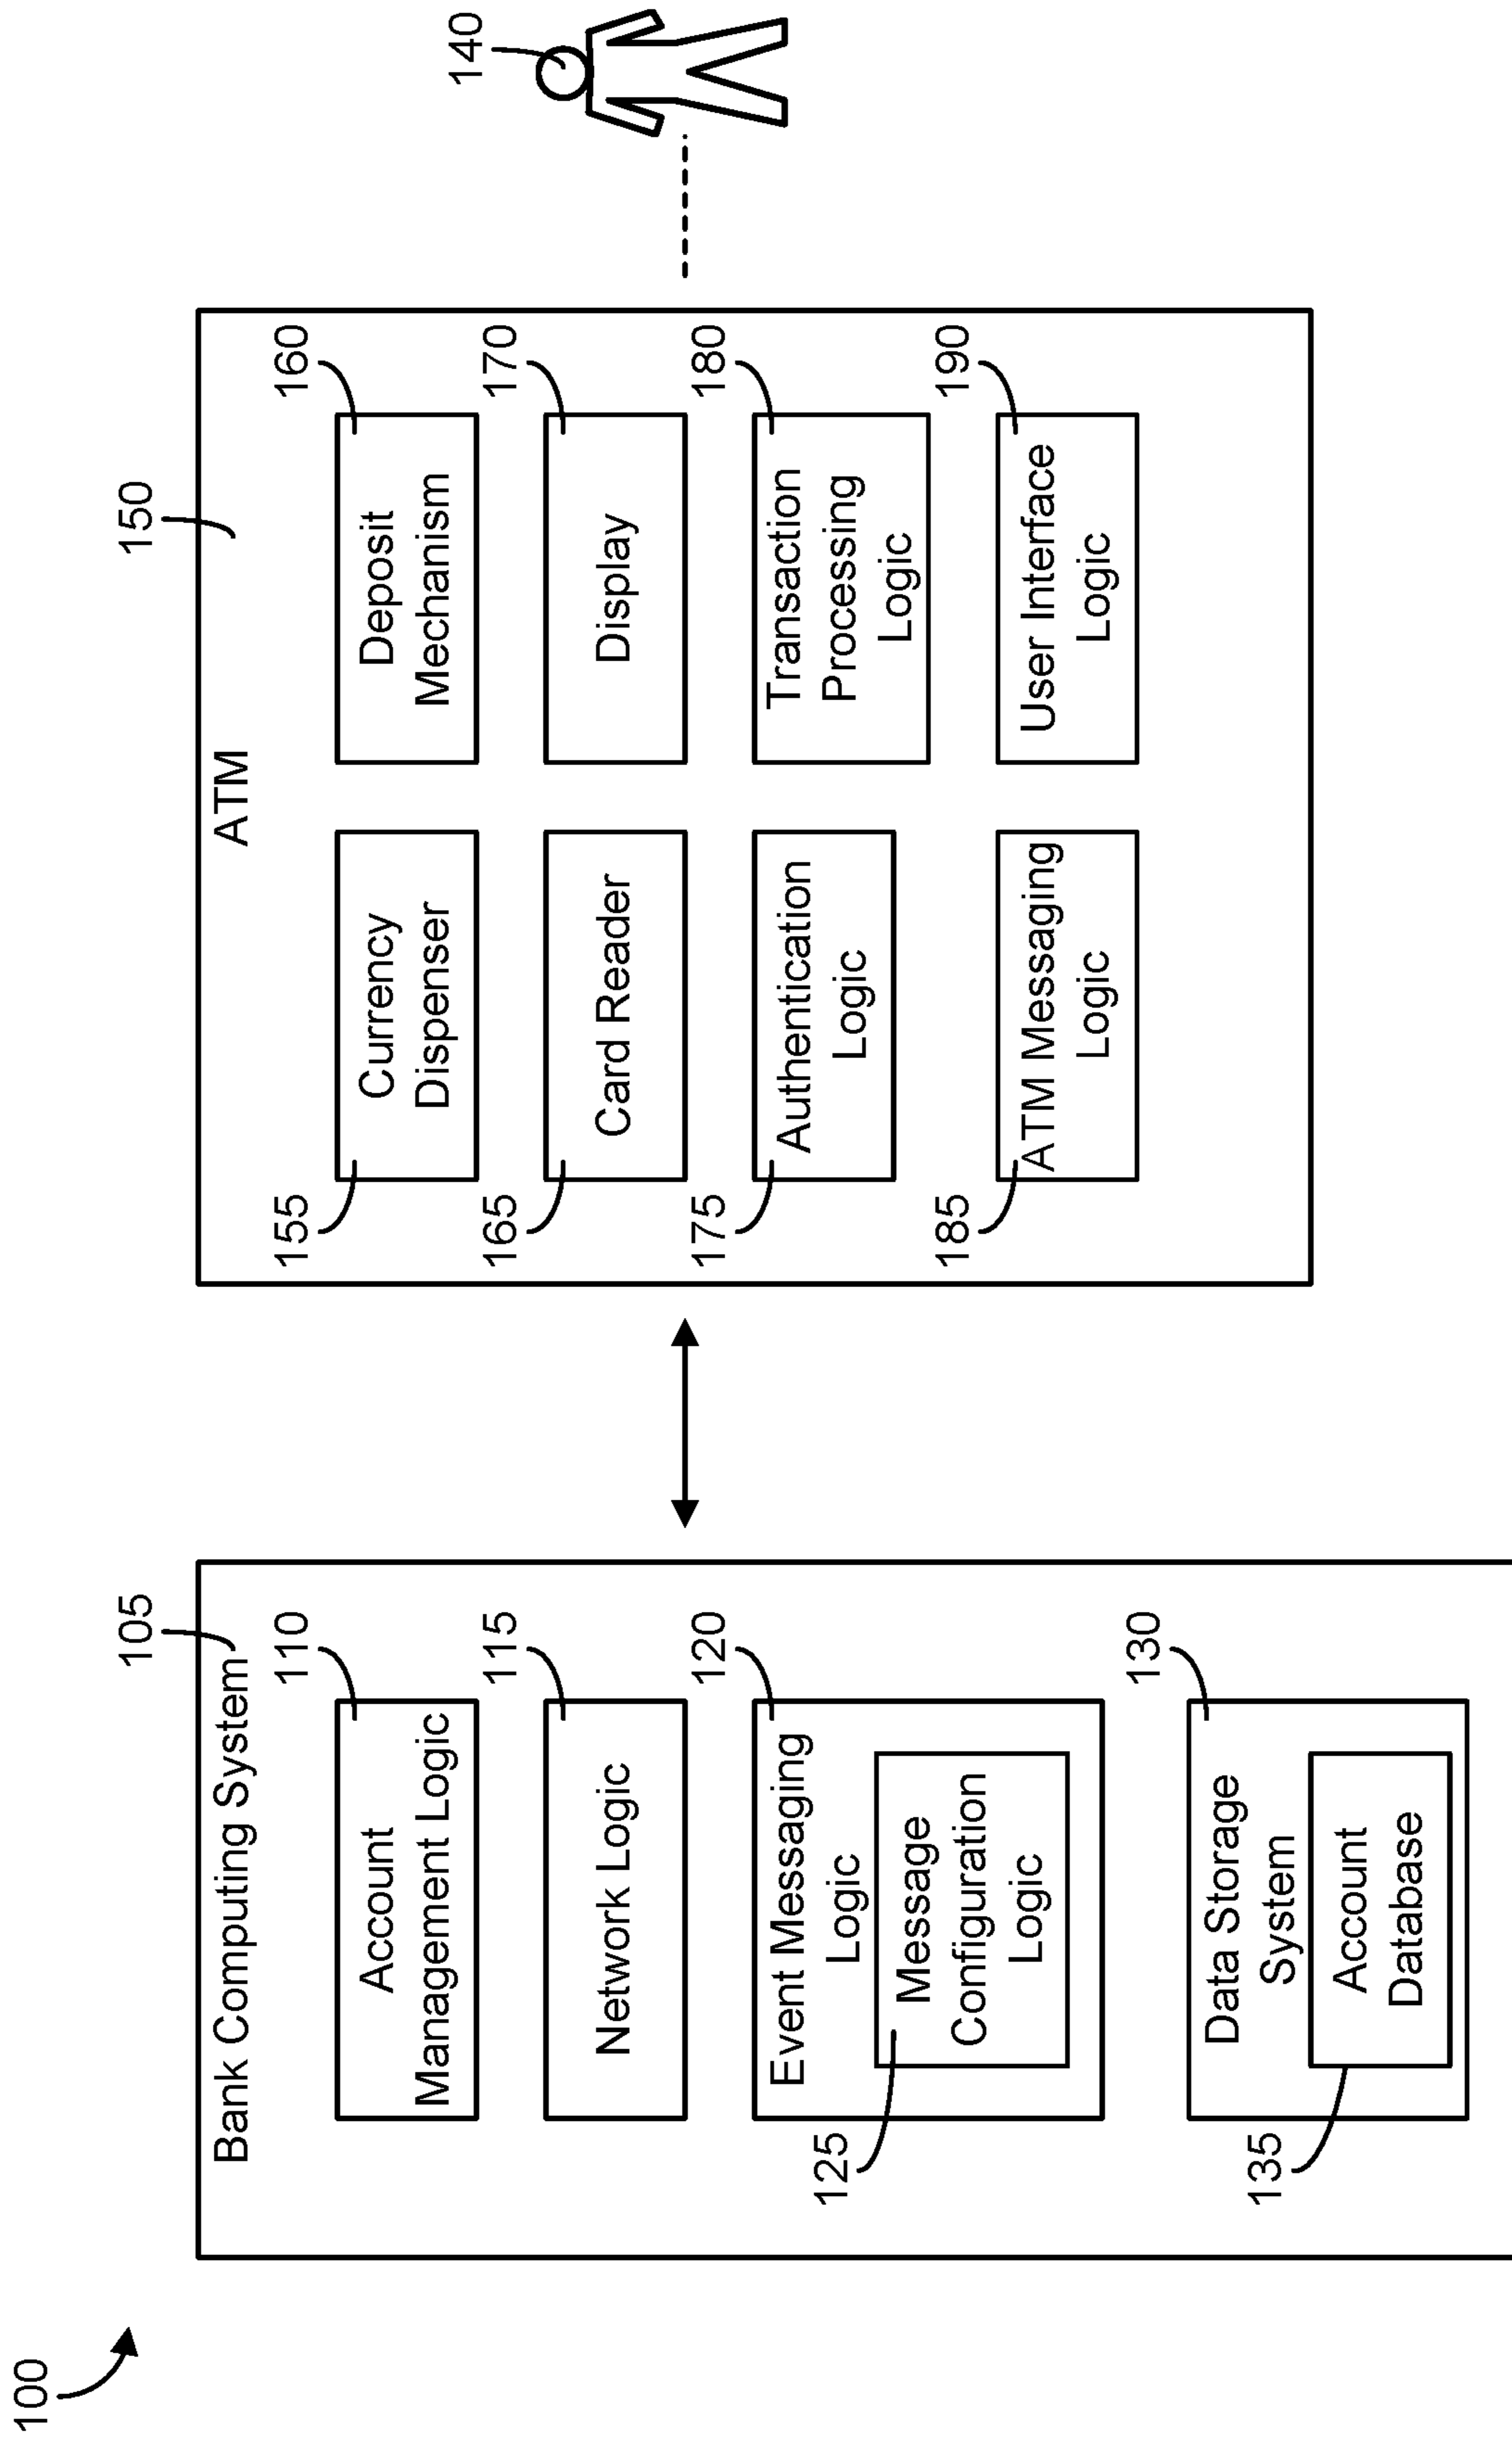 100
Bank Computing System
105
Account
Management Logic
110
Network Logic
115
Event Messaging
Logic
120
Message
Configuration
Logic
125
Data Storage
System
130
Account
Database
135
ATM
150
Currency
Dispenser
155
Deposit
Mechanism
160
Card Reader
165
Display
170
Authentication
Logic
175
Transaction
Processing
Logic
180
ATM Messaging
Logic
185
User Interface
Logic
190
140